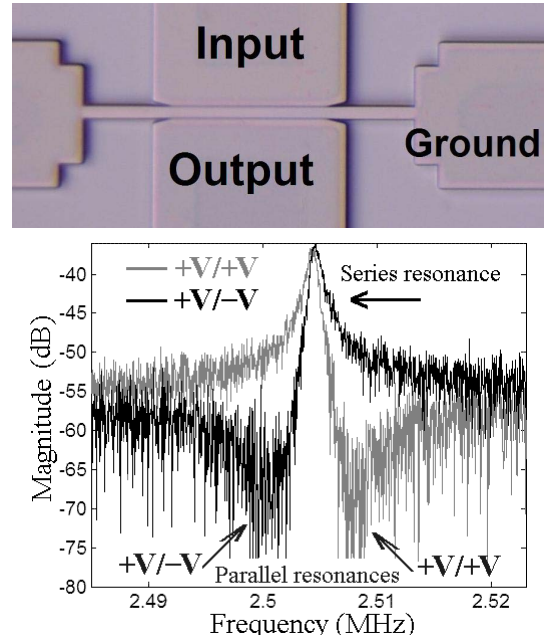 Input
Output
Ground
+V/+V
+V/−V
Series resonance
-36
-40
-45
-50
-55
-60
-65
-70
-75
-80
Magnitude (dB)
+V/−V
Parallel resonances
+V/+V
2.49
2.5
2.51
2.52
Frequency (MHz)